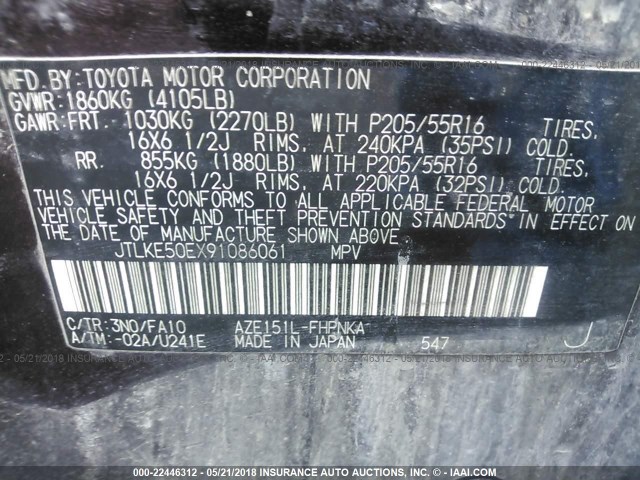 MFD.BY:TOYOTA MOTOR CORPORATION
GVWR:1860KG (4105LB)
GAWR:FRT. 1030KG (2270LB) WITH P205/55R16 TIRES,
16X6 1/2J RIMS, AT 240KPA (35PSI) COLD.
RR. 855KG (1880LB) WITH P205/55R16 TIRES,
16X6 1/2J RIMS, AT 220KPA (32PSI) COLD.
THIS VEHICLE CONFORMS TO ALL APPLICABLE FEDERAL MOTOR
VEHICLE SAFETY AND THEFT PREVENTION STANDARDS IN EFFECT ON
THE DATE OF MANUFACTURE SHOWN ABOVE.
JTLKE50EX91086061 MPV
C/TR:3N0/FA10 AZE151L-FHPNKA
A/TM:-02A/U241E MADE IN JAPAN 547 J
000-22446312 - 05/21/2018 INSURANCE AUTO AUCTIONS, INC. - © - IAAI.COM